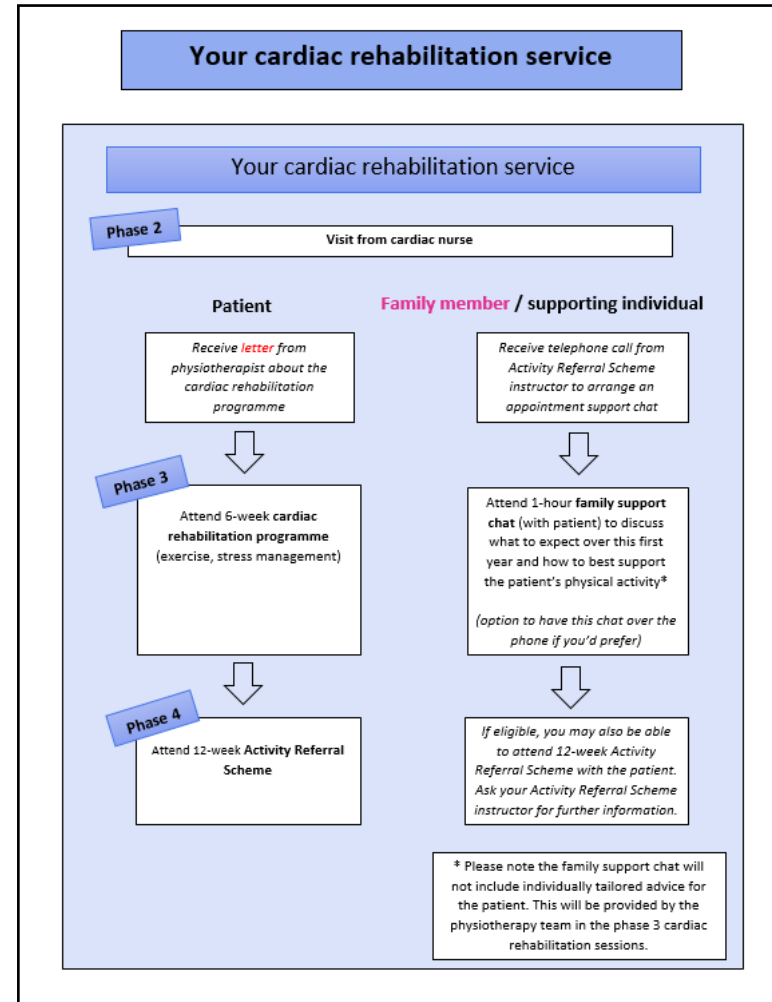 Your cardiac rehabilitation service
Your cardiac rehabilitation service
Phase 2
Visit from cardiac nurse
Patient
Family member / supporting individual
Receive letter from
physiotherapist about the
cardiac rehabilitation
programme
Receive telephone call from
Activity Referral Scheme
instructor to arrange an
appointment support chat
Phase 3
Attend 6-week cardiac
rehabilitation programme
(exercise, stress management)
Attend 1-hour family support
chat (with patient) to discuss
what to expect over this first
year and how to best support
the patient's physical activity*
(option to have this chat over the
phone if you'd prefer)
Phase 4
Attend 12-week Activity Referral
Scheme
If eligible, you may also be able
to attend 12-week Activity
Referral Scheme with the patient.
Ask your Activity Referral Scheme
instructor for further information.
* Please note the family support chat will
not include individually tailored advice for
the patient. This will be provided by the
physiotherapy team in the phase 3 cardiac
rehabilitation sessions.